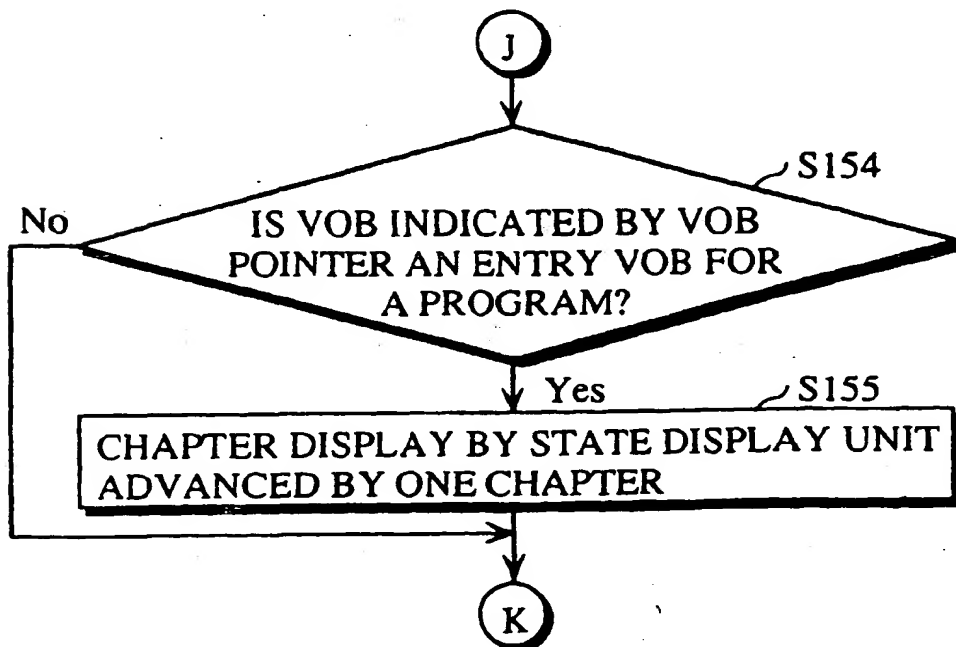 J
S154
No
IS VOB INDICATED BY VOB
POINTER AN ENTRY VOB FOR
A PROGRAM?
Yes
S155
CHAPTER DISPLAY BY STATE DISPLAY UNIT
ADVANCED BY ONE CHAPTER
K